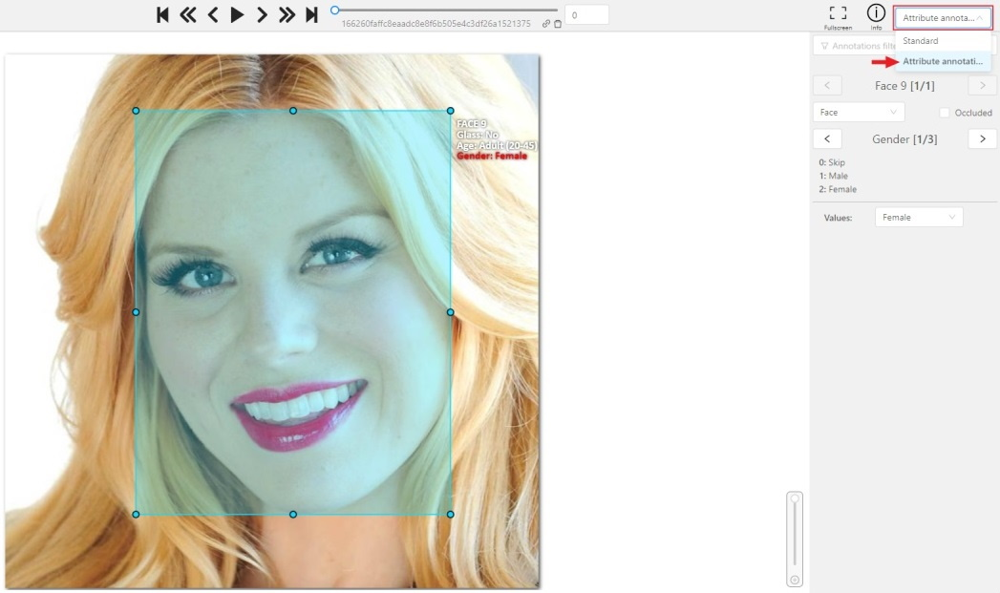 166260faffc8eaadc8e8f6b505e4c3df26a1521375
0
Fullscreen
Info
Attribute annota...
Standard
Attribute annotati...
Annotations filte
Face 9 [1/1]
Face
Occluded
Gender [1/3]
0: Skip
1: Male
2: Female
Values:
Female
FACE 9
Glass: No
Age: Adult (20-45)
Gender: Female